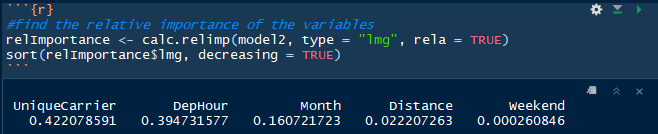 ```{r}
#find the relative importance of the variables
relImportance <- calc.relimp(model2, type = "lmg", rela = TRUE)
sort(relImportance$lmg, decreasing = TRUE)
```
UniqueCarrier DepHour Month Distance Weekend
0.422078591 0.394731577 0.160721723 0.022207263 0.000260846